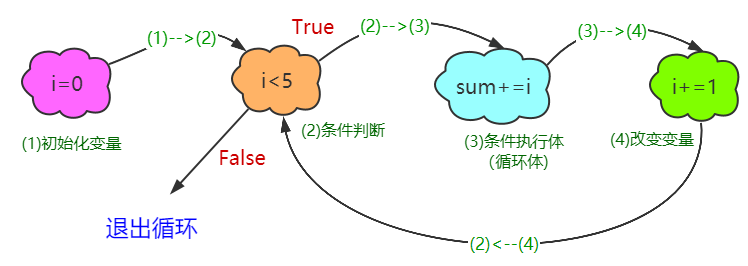 (1)-->(2)
True
(2)-->(3)
(3)-->(4)
i=0
i<5
sum+=i
i+=1
(1)初始化变量
(2)条件判断
(3)条件执行体
(循环体)
(4)改变变量
False
退出循环
(2)<--(4)